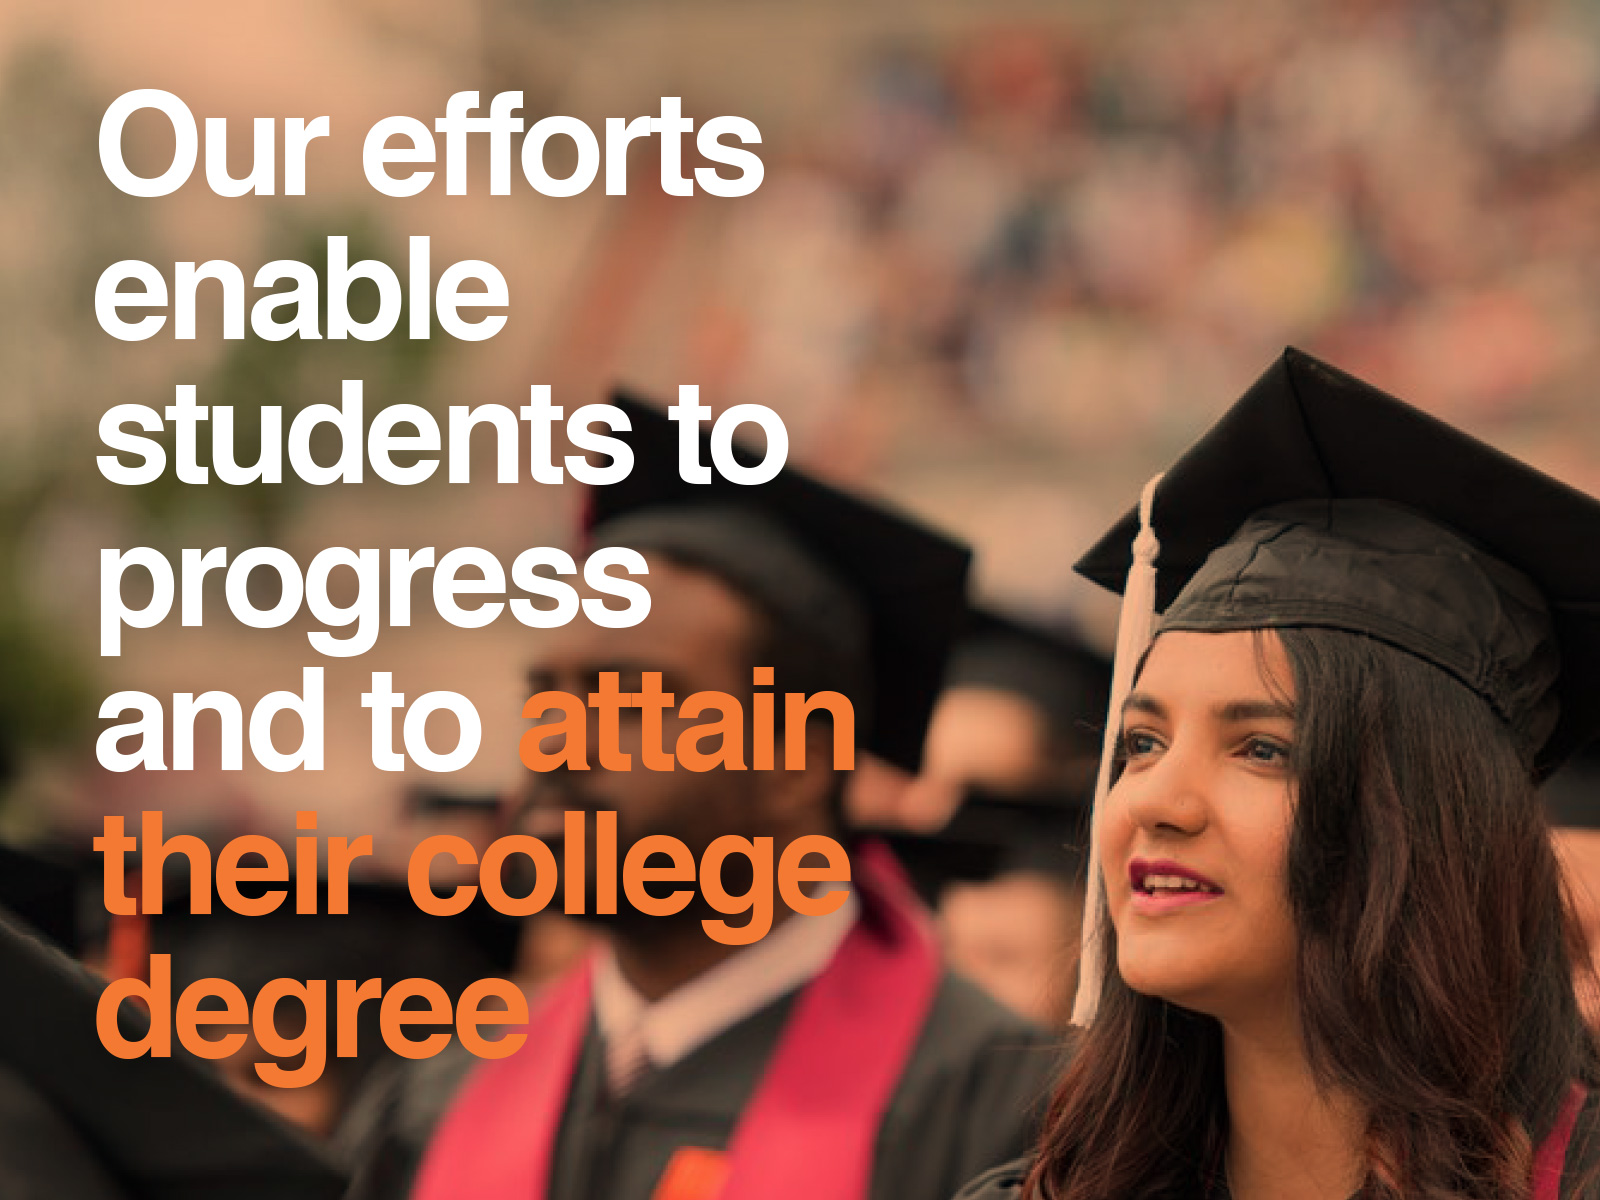 Our efforts
enable
students to
progress
and to attain
their college
degree